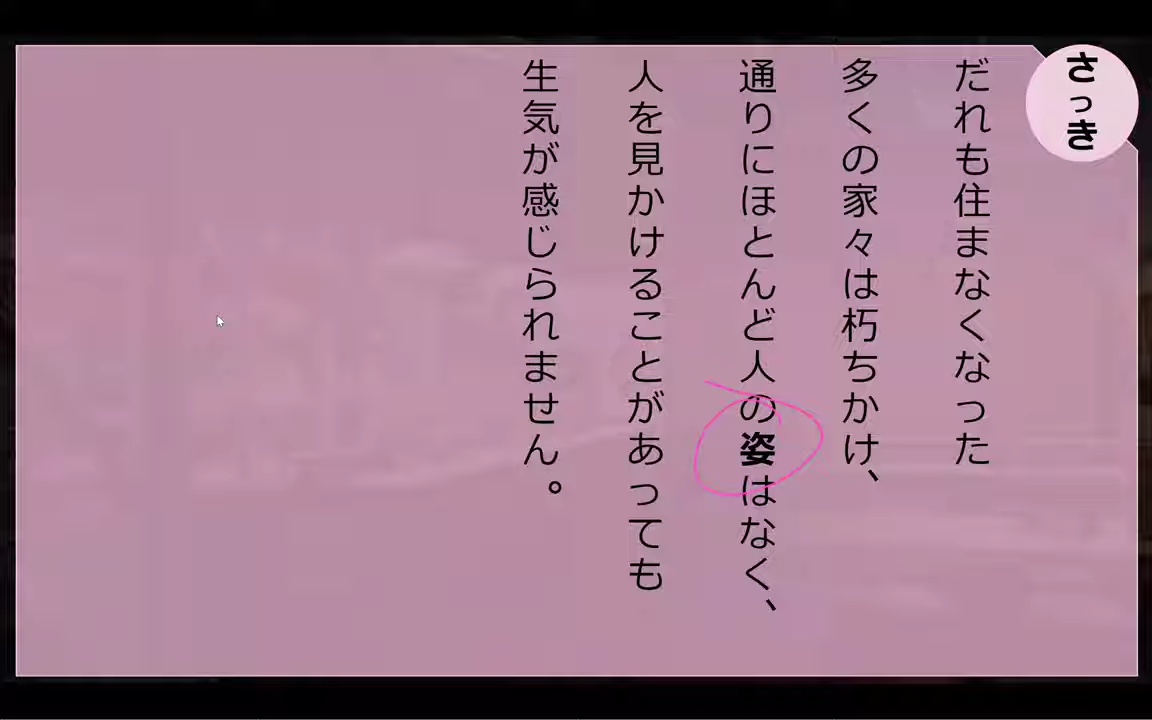 さっき
だれも住まなくなった
多くの家々は朽ちかけ、
通りにほとんど人の姿はなく、
人を見かけることがあっても
生気が感じられません。